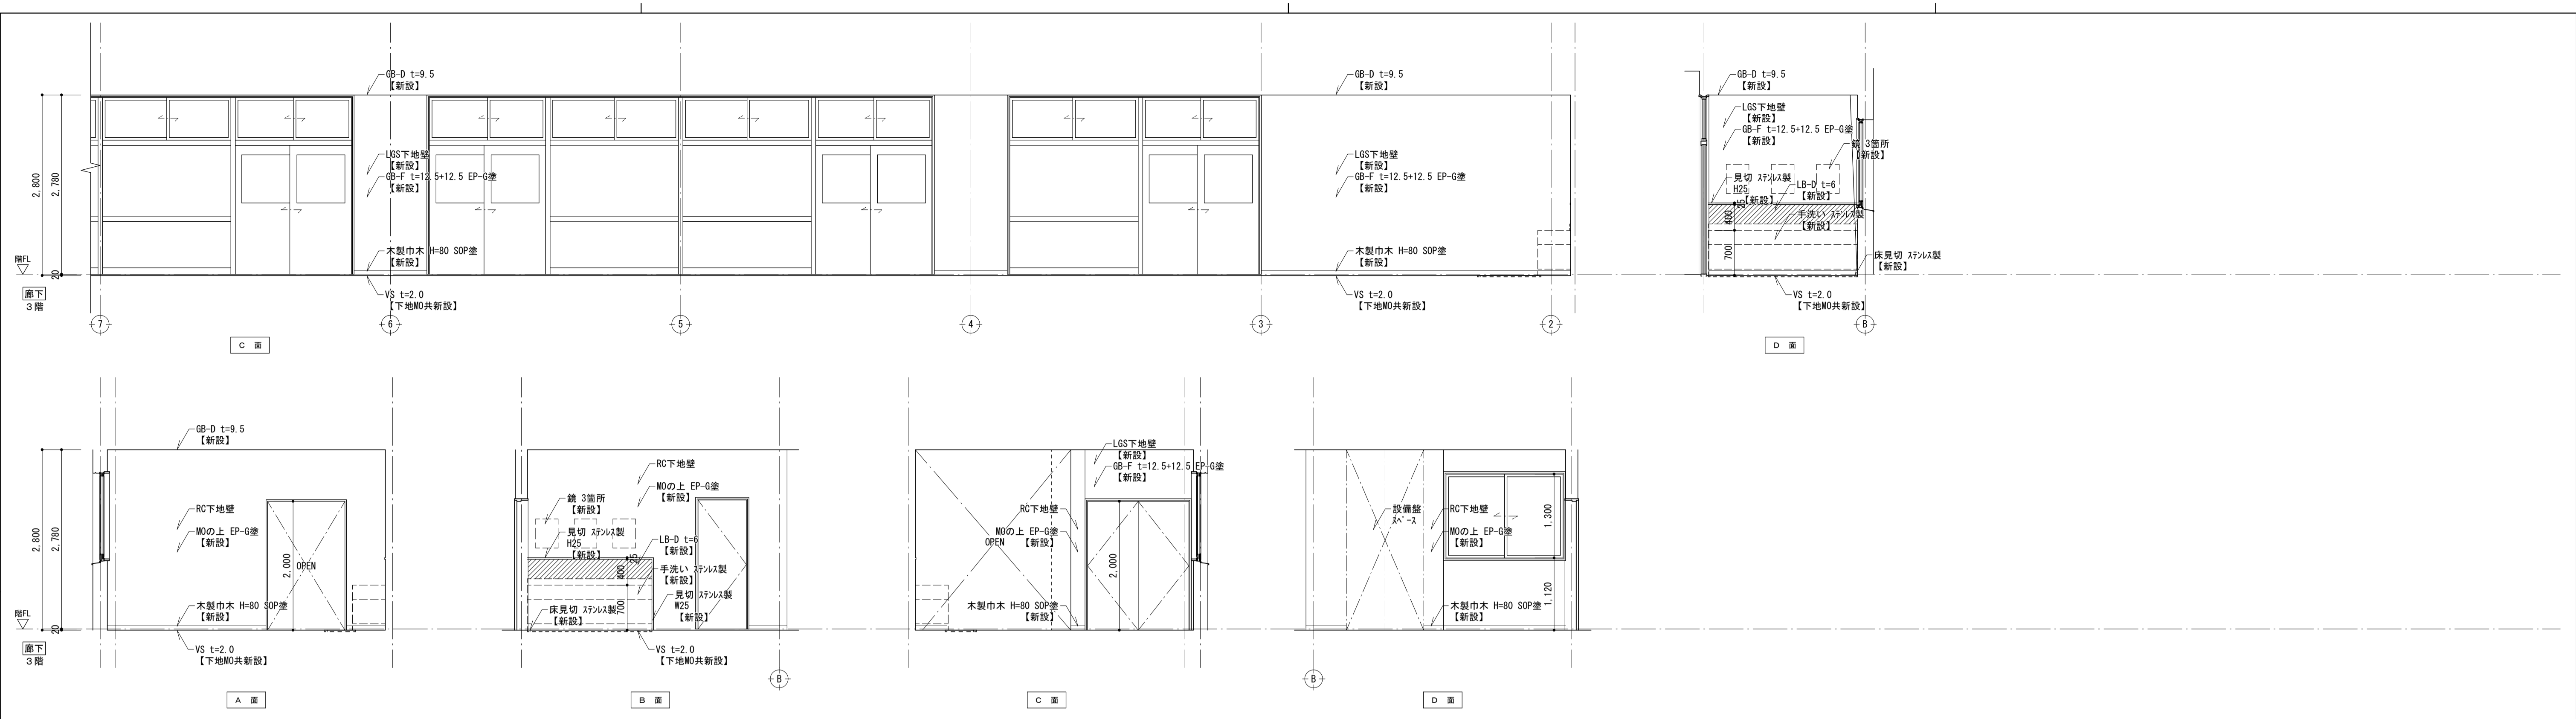 GB-D t=9.5
【新設】
LGS下地壁
【新設】
GB-F t=12.5+12.5 EP-G塗
【新設】
木製巾木 H=80 SOP塗
【新設】
VS t=2.0
【下地MO共新設】
2,800
2,780
20
階FL
廊下
3階
GB-D t=9.5
【新設】
LGS下地壁
【新設】
GB-F t=12.5+12.5 EP-G塗
【新設】
木製巾木 H=80 SOP塗
【新設】
VS t=2.0
【下地MO共新設】
7
6
5
4
3
2
C 面
GB-D t=9.5
【新設】
LGS下地壁
【新設】
GB-F t=12.5+12.5 EP-G塗
【新設】
鏡 3箇所
【新設】
見切 ステンレス製
H25
【新設】
LB-D t=6
【新設】
25
400
700
手洗い ステンレス製
【新設】
床見切 ステンレス製
【新設】
VS t=2.0
【下地MO共新設】
B
D 面
GB-D t=9.5
【新設】
RC下地壁
MOの上 EP-G塗
【新設】
2,800
2,780
20
2,000
OPEN
木製巾木 H=80 SOP塗
【新設】
階FL
廊下
3階
VS t=2.0
【下地MO共新設】
A 面
RC下地壁
MOの上 EP-G塗
【新設】
鏡 3箇所
【新設】
見切 ステンレス製
H25
【新設】
LB-D t=6
【新設】
25
400
700
手洗い ステンレス製
【新設】
見切 ステンレス製
W25
【新設】
床見切 ステンレス製
【新設】
VS t=2.0
【下地MO共新設】
B
B 面
LGS下地壁
【新設】
GB-F t=12.5+12.5 EP-G塗
【新設】
RC下地壁
MOの上 EP-G塗
【新設】
OPEN
2,000
木製巾木 H=80 SOP塗
【新設】
C 面
設備盤
スペース
RC下地壁
MOの上 EP-G塗
【新設】
1,300
1,120
木製巾木 H=80 SOP塗
【新設】
B
D 面